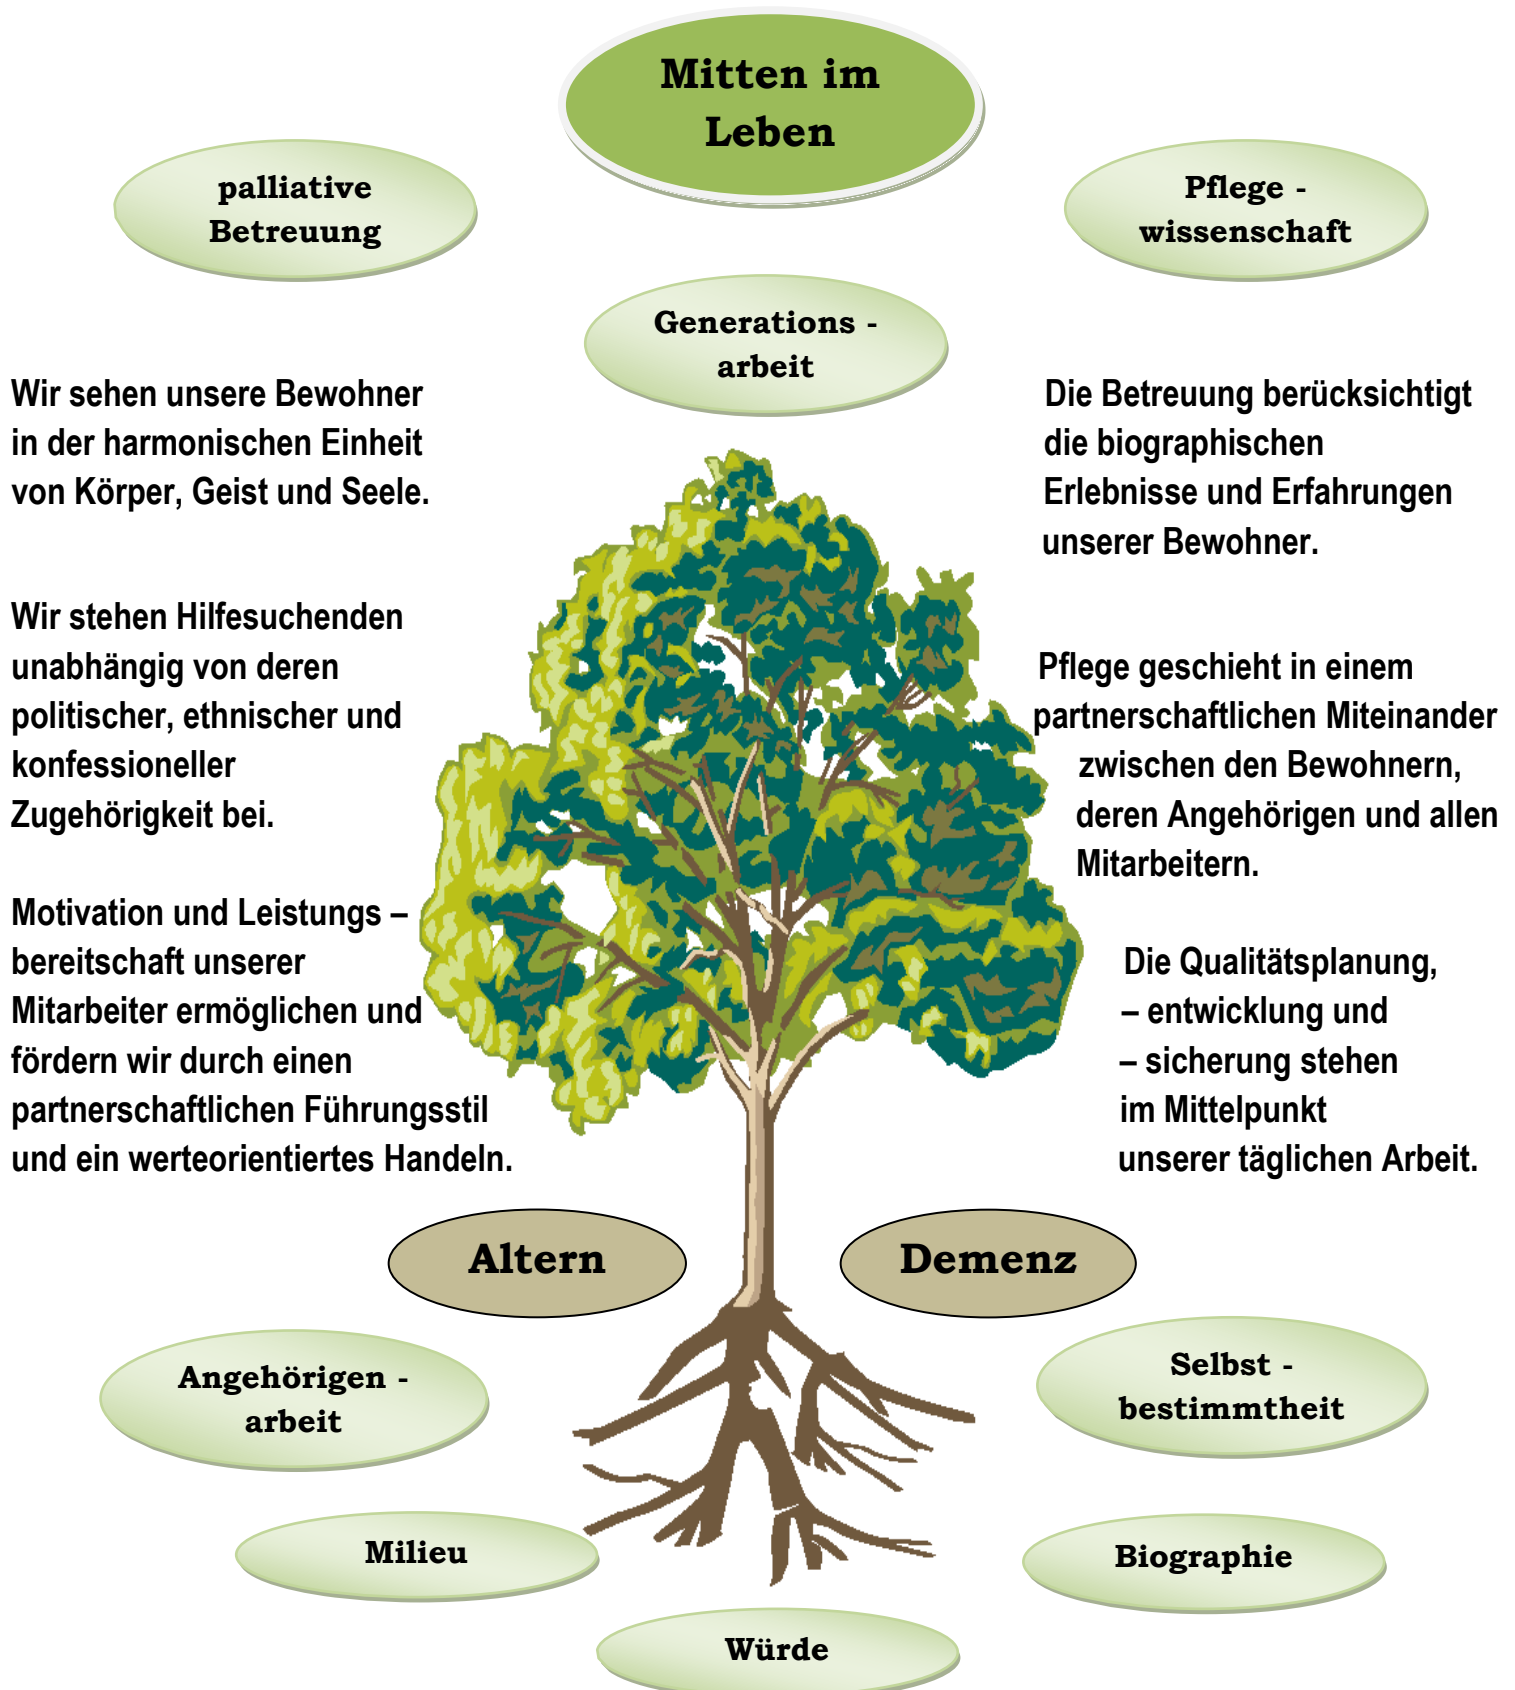 Mitten im
Leben
palliative
Betreuung
Pflege -
wissenschaft
Generations -
arbeit
Wir sehen unsere Bewohner
in der harmonischen Einheit
von Körper, Geist und Seele.
Die Betreuung berücksichtigt
die biographischen
Erlebnisse und Erfahrungen
unserer Bewohner.
Wir stehen Hilfesuchenden
unabhängig von deren
politischer, ethnischer und
konfessioneller
Zugehörigkeit bei.
Pflege geschieht in einem
partnerschaftlichen Miteinander
zwischen den Bewohnern,
deren Angehörigen und allen
Mitarbeitern.
Motivation und Leistungs –
bereitschaft unserer
Mitarbeiter ermöglichen und
fördern wir durch einen
partnerschaftlichen Führungsstil
und ein werteorientiertes Handeln.
Die Qualitätsplanung,
– entwicklung und
– sicherung stehen
im Mittelpunkt
unserer täglichen Arbeit.
Altern
Demenz
Angehörigen -
arbeit
Selbst -
bestimmtheit
Milieu
Biographie
Würde